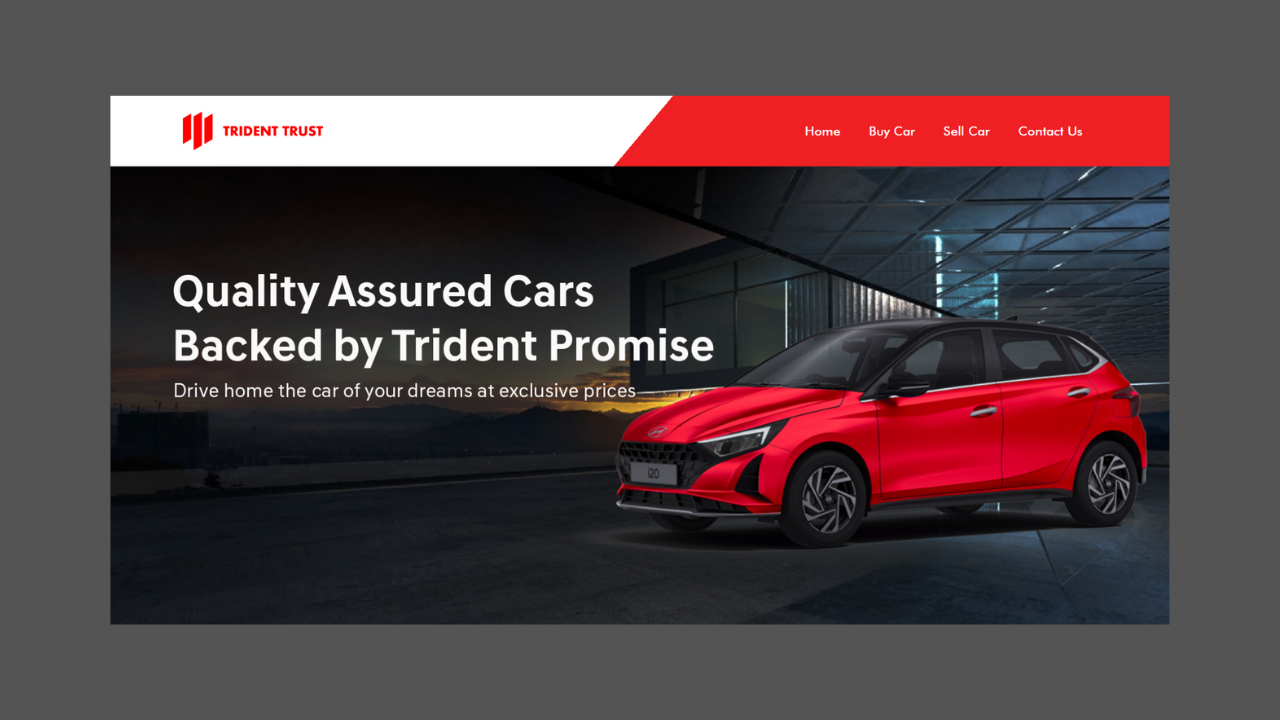 TRIDENT TRUST
Home Buy Car Sell Car Contact Us
Quality Assured Cars
Backed by Trident Promise
Drive home the car of your dreams at exclusive prices
i20